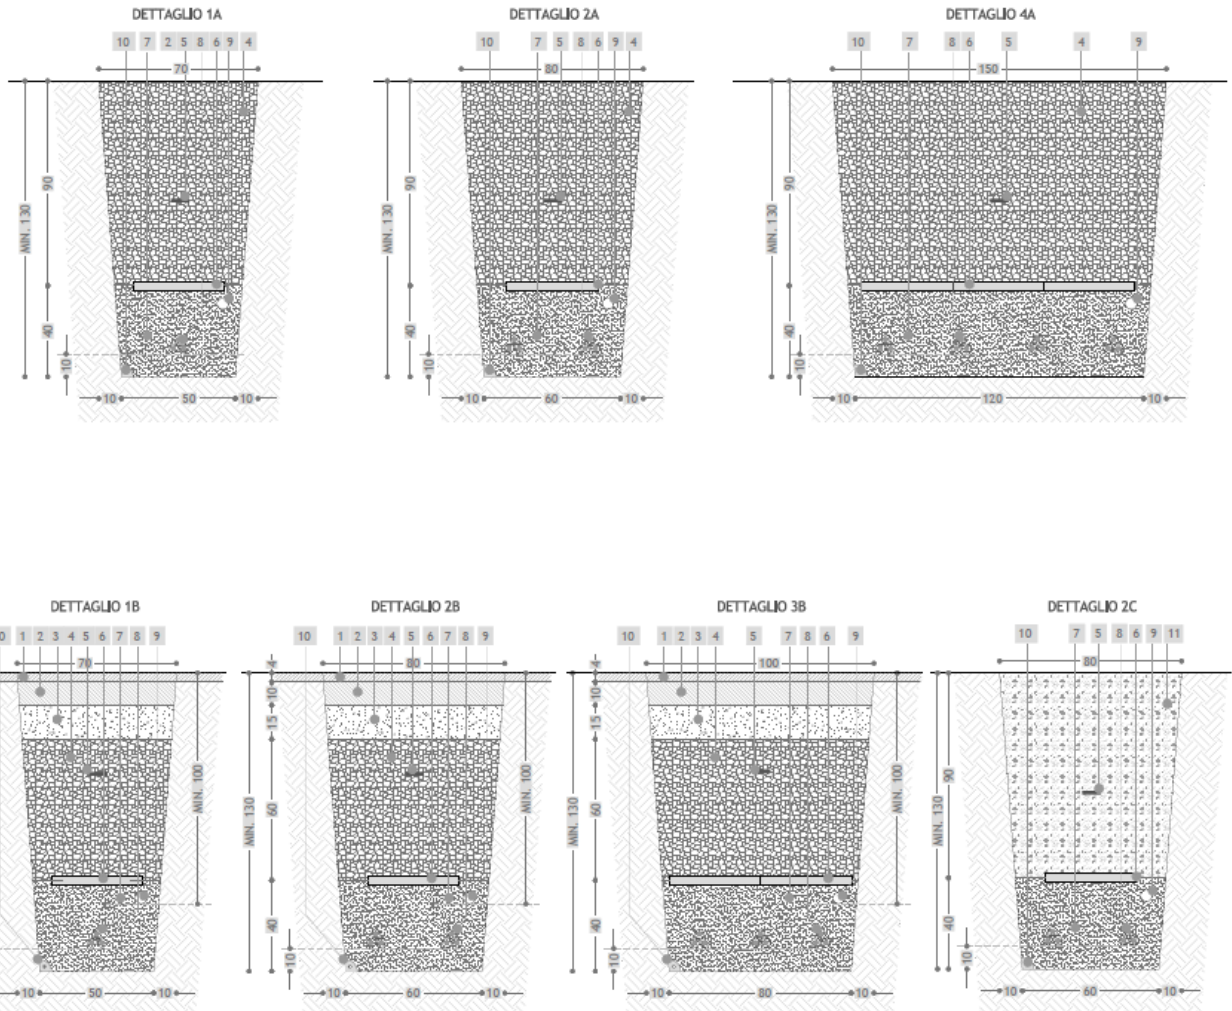 DETTAGLIO 1A
10 7 2 5 8 6 9 4
70
MIN. 130
90
40
10
10 50 10
DETTAGLIO 2A
10 7 5 8 6 9 4
80
MIN. 130
90
40
10
10 60 10
DETTAGLIO 4A
10 7 8 6 5 4 9
150
MIN. 130
90
40
10
10 120 10
DETTAGLIO 1B
0 1 2 3 4 5 6 7 8 9
70
MIN. 100
10 50 10
DETTAGLIO 2B
10 1 2 3 4 5 6 7 8 9
80
4
10
15
60
40
10
MIN. 130
MIN. 100
10 60 10
DETTAGLIO 3B
10 1 2 3 4 5 7 8 6 9
100
4
10
15
60
40
10
MIN. 130
MIN. 100
10 80 10
DETTAGLIO 2C
10 7 5 8 6 9 11
80
MIN. 130
90
40
10
10 60 10